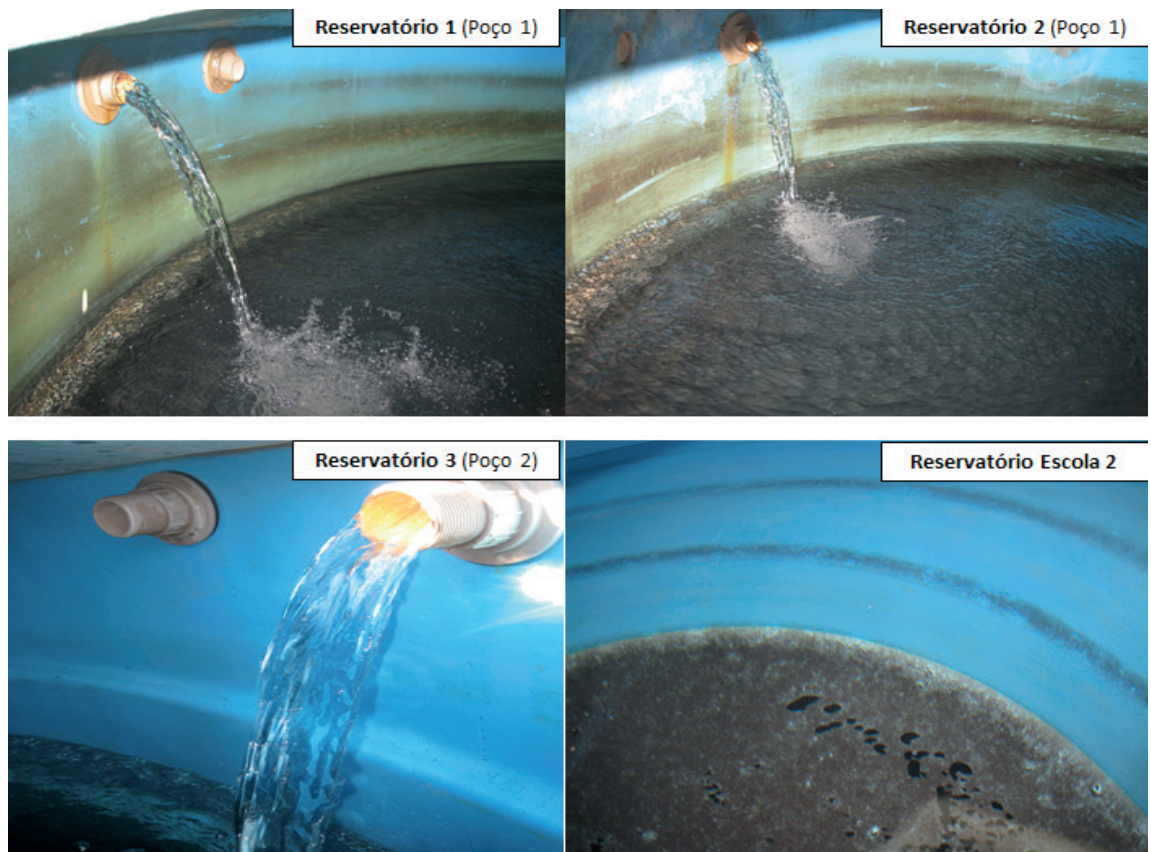 Reservatório 1 (Poço 1)
Reservatório 2 (Poço 1)
Reservatório 3 (Poço 2)
Reservatório Escola 2